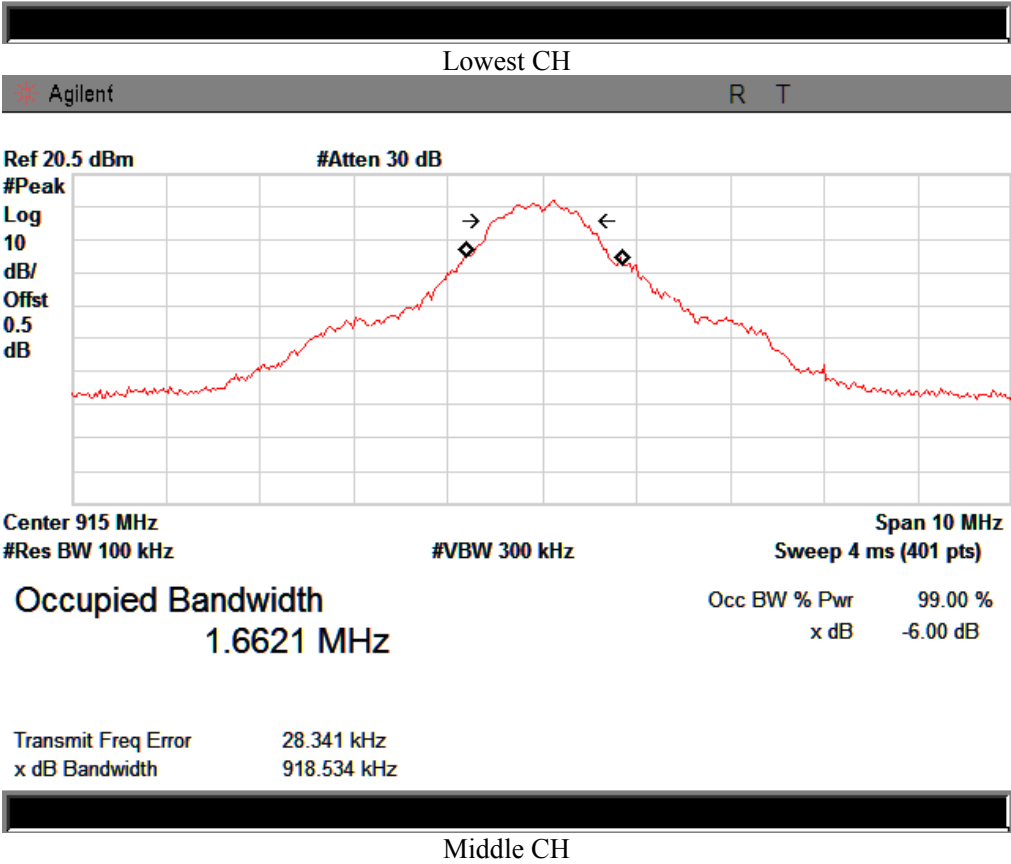 Lowest CH
Agilent R T
Ref 20.5 dBm #Atten 30 dB
#Peak
Log
10
dB/
Offst
0.5
dB
Center 915 MHz Span 10 MHz
#Res BW 100 kHz #VBW 300 kHz Sweep 4 ms (401 pts)
Occupied Bandwidth Occ BW % Pwr 99.00 %
1.6621 MHz x dB -6.00 dB
Transmit Freq Error 28.341 kHz
x dB Bandwidth 918.534 kHz
Middle CH